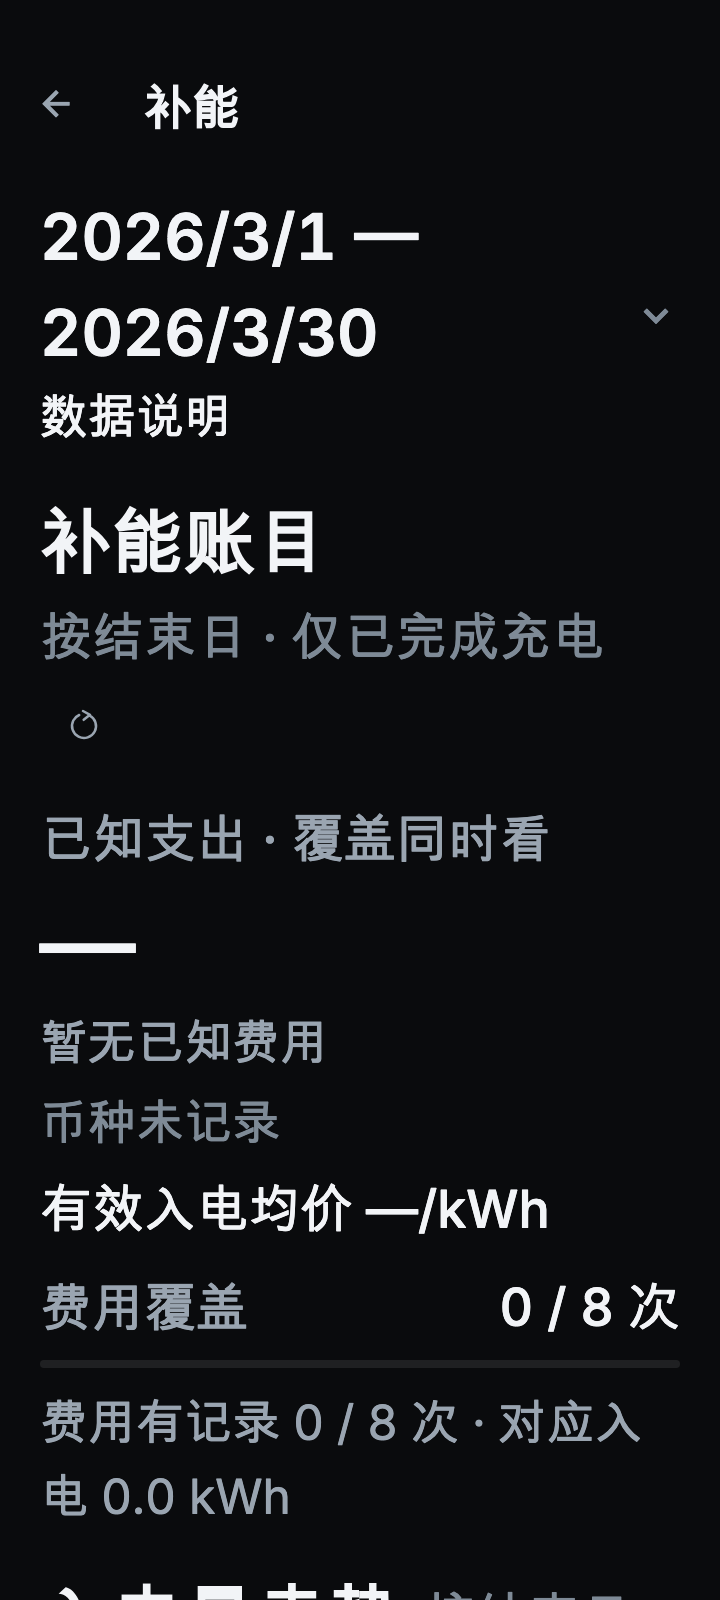 补能
2026/3/1 —
2026/3/30
数据说明
补能账目
按结束日 · 仅已完成充电
已知支出 · 覆盖同时看
—
暂无已知费用
币种未记录
有效入电均价 —/kWh
费用覆盖 0 / 8 次
费用有记录 0 / 8 次 · 对应入
电 0.0 kWh